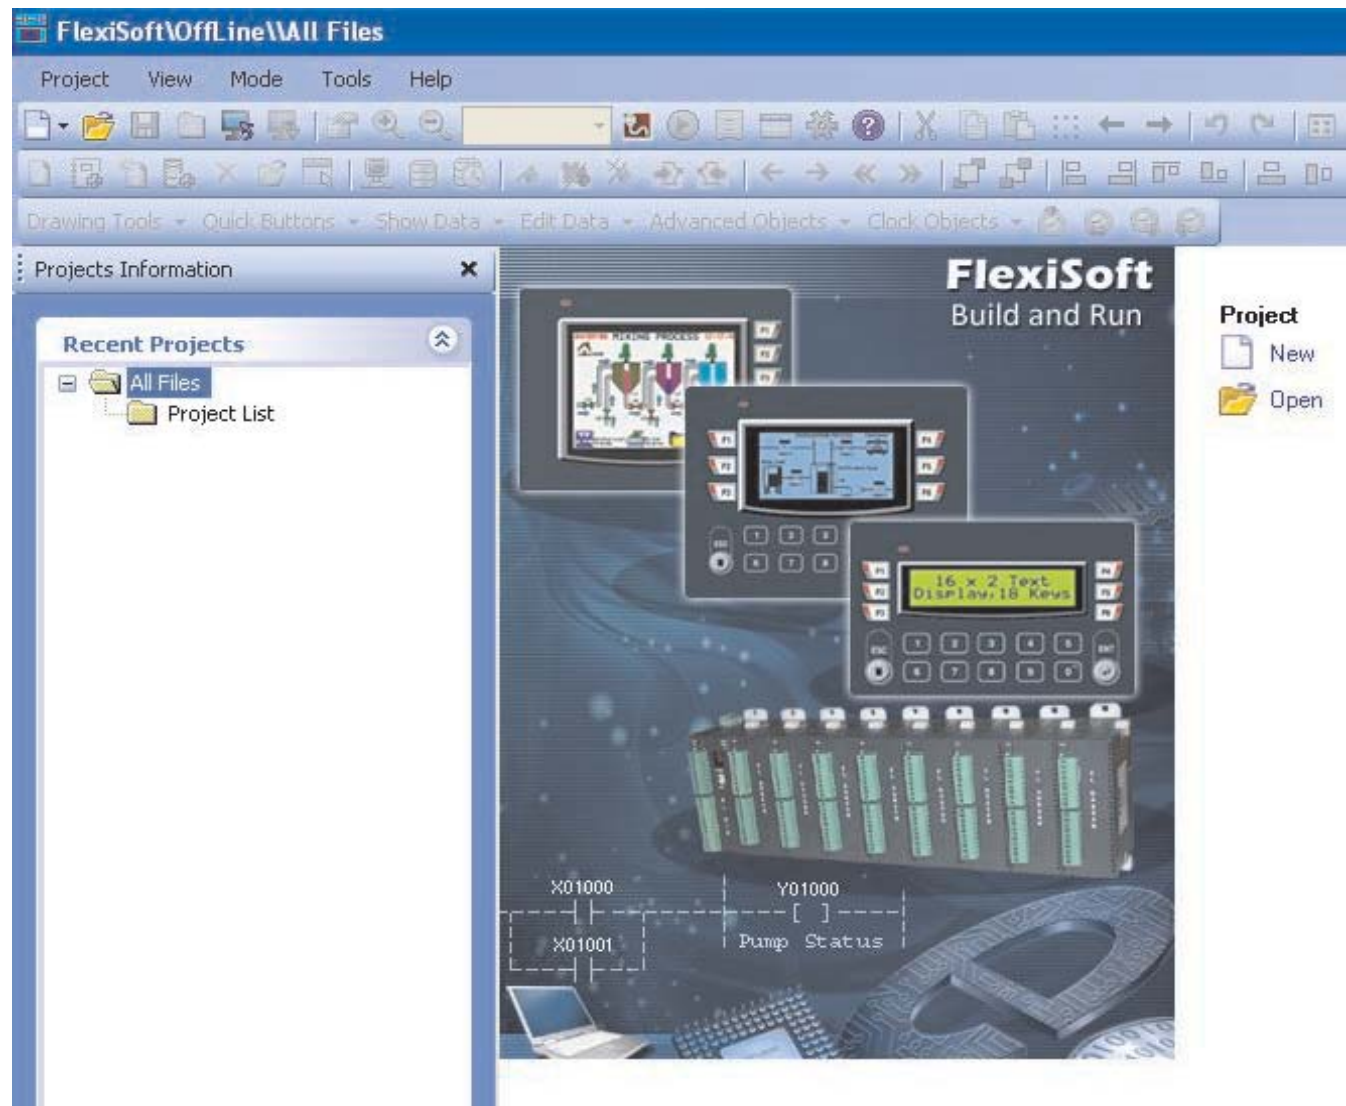 FlexiSoft\OffLine\\All Files
Project View Mode Tools Help
Drawing Tools Quick Buttons Show Data Edit Data Advanced Objects Clock Objects
Projects Information
Recent Projects
All Files
Project List
FlexiSoft
Build and Run
MIXING PROCESS
16 x 2 Text
Display,18 Keys
X01000
Y01000
X01001
Pump Status
Project
New
Open